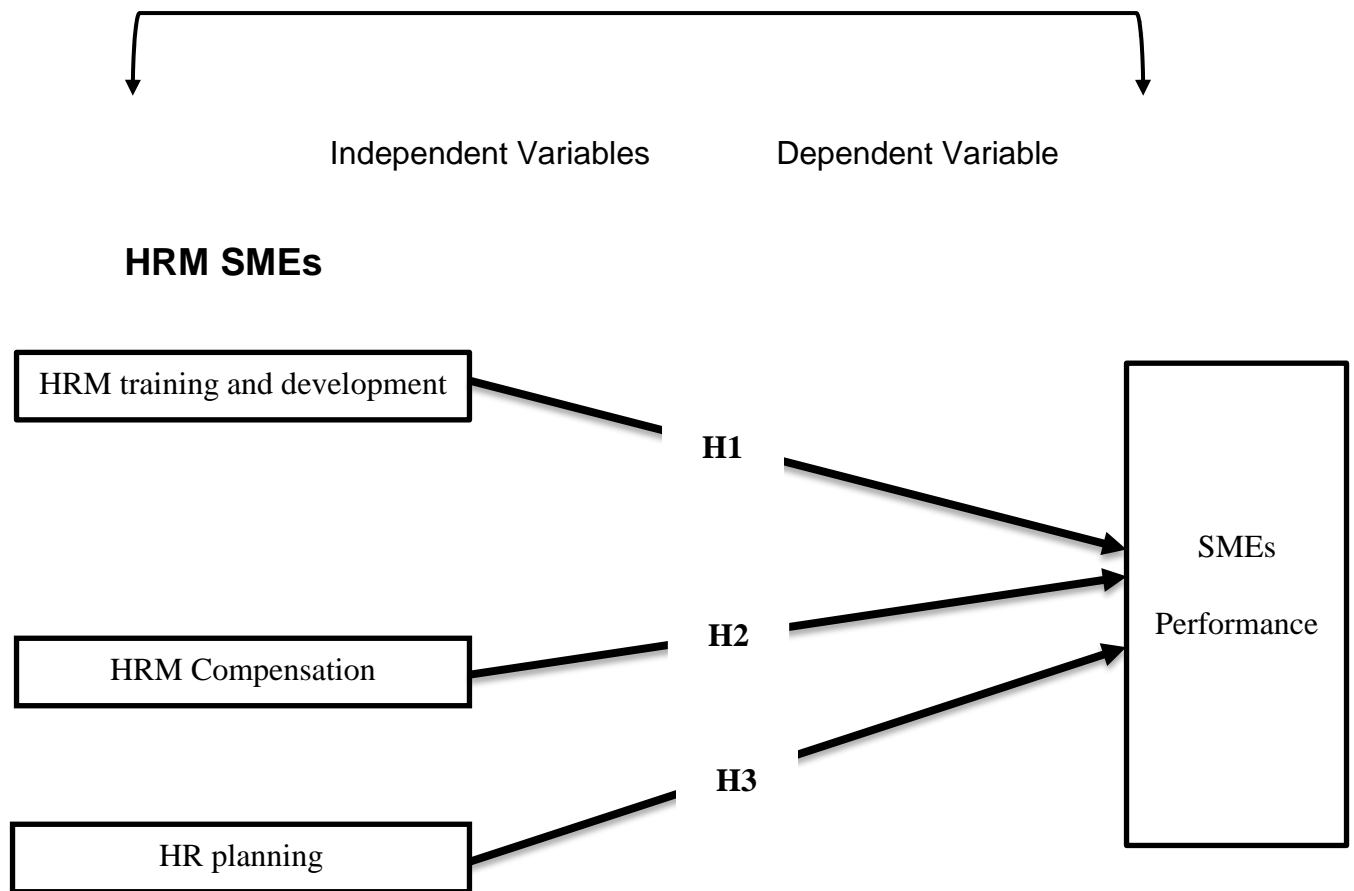 Independent Variables
Dependent Variable
HRM SMEs
HRM training and development
H1
SMEs
Performance
H2
HRM Compensation
H3
HR planning